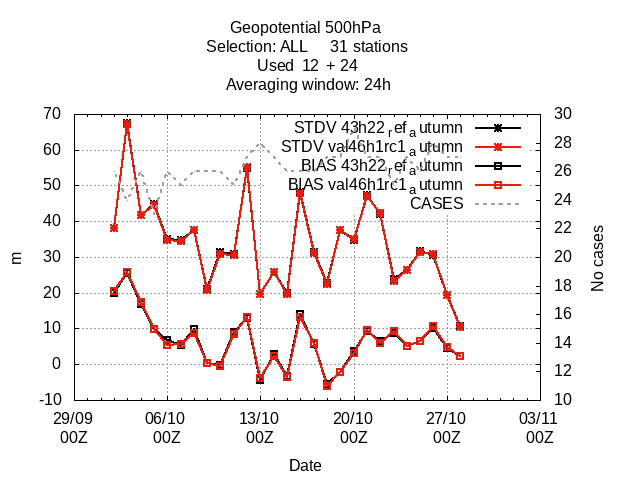 Geopotential 500hPa
Selection: ALL 31 stations
Used 12 + 24
Averaging window: 24h
70 30
60 28
50 26
40 24
30 22
20 20
10 18
0 16
-10 14
12
10
STDV 43h22_ref_autumn
STDV val46h1rc1_autumn
BIAS 43h22_ref_autumn
BIAS val46h1rc1_autumn
CASES
m
No cases
29/09 06/10 13/10 20/10 27/10 03/11
00Z 00Z 00Z 00Z 00Z 00Z
Date